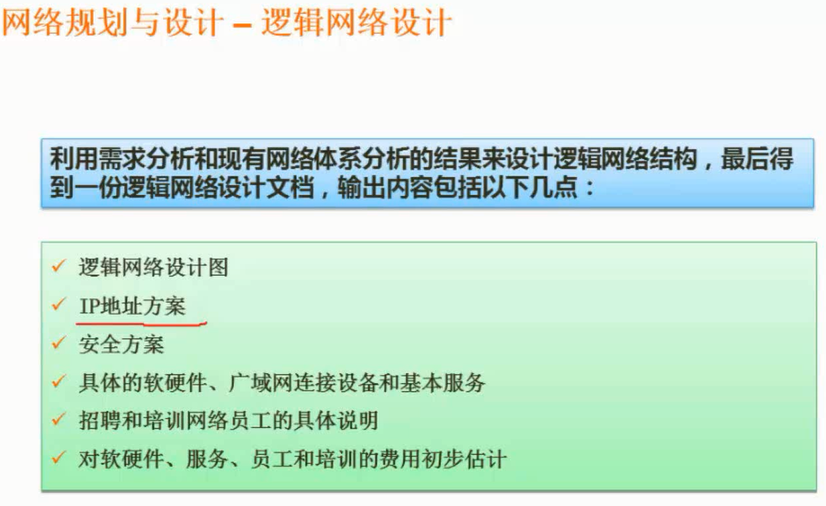 网络规划与设计 – 逻辑网络设计
利用需求分析和现有网络体系分析的结果来设计逻辑网络结构，最后得
到一份逻辑网络设计文档，输出内容包括以下几点：
✓ 逻辑网络设计图
✓ IP地址方案
✓ 安全方案
✓ 具体的软硬件、广域网连接设备和基本服务
✓ 招聘和培训网络员工的具体说明
✓ 对软硬件、服务、员工和培训的费用初步估计